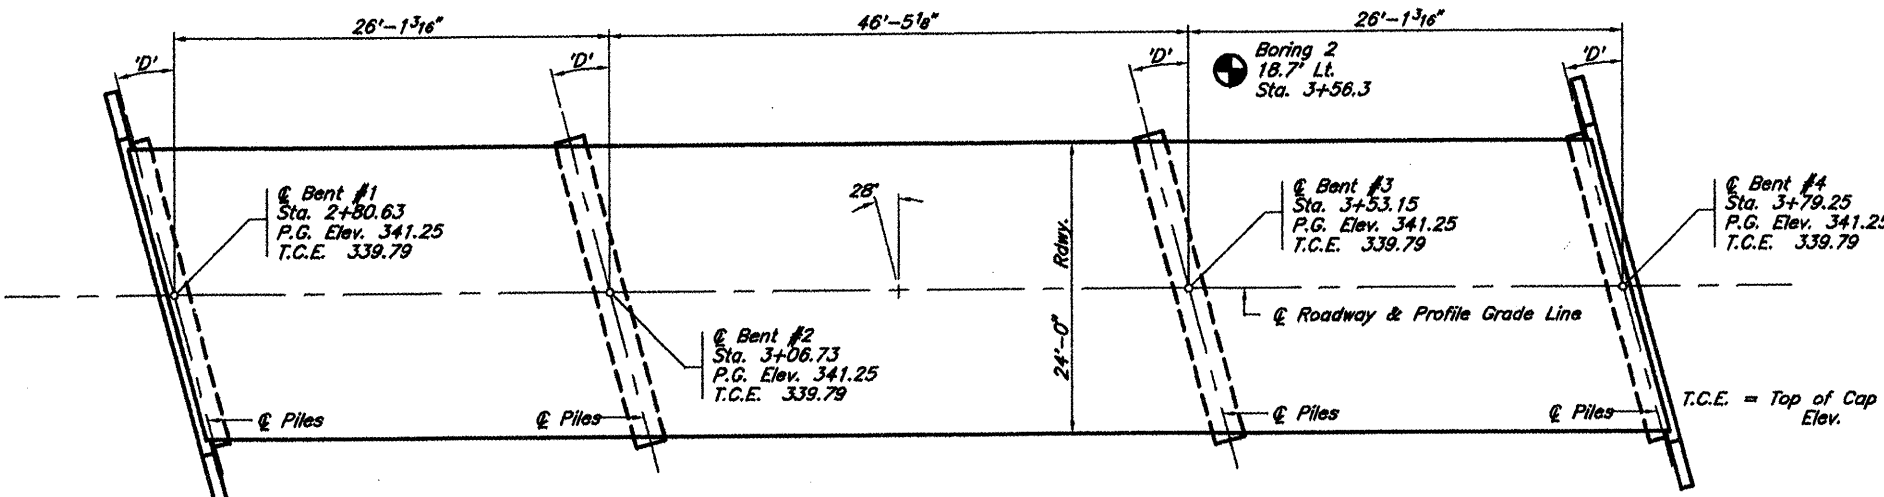 26'-1 3/16"
46'-5 1/8"
26'-1 3/16"
'D'
'D'
'D'
'D'
Boring 2
18.7' Lt.
Sta. 3+56.3
℄ Bent #1
Sta. 2+80.63
P.G. Elev. 341.25
T.C.E. 339.79
28°
Rdwy.
24'-0"
℄ Bent #3
Sta. 3+53.15
P.G. Elev. 341.25
T.C.E. 339.79
℄ Bent #4
Sta. 3+79.25
P.G. Elev. 341.25
T.C.E. 339.79
℄ Roadway & Profile Grade Line
℄ Bent #2
Sta. 3+06.73
P.G. Elev. 341.25
T.C.E. 339.79
T.C.E. = Top of Cap
Elev.
℄ Piles
℄ Piles
℄ Piles
℄ Piles